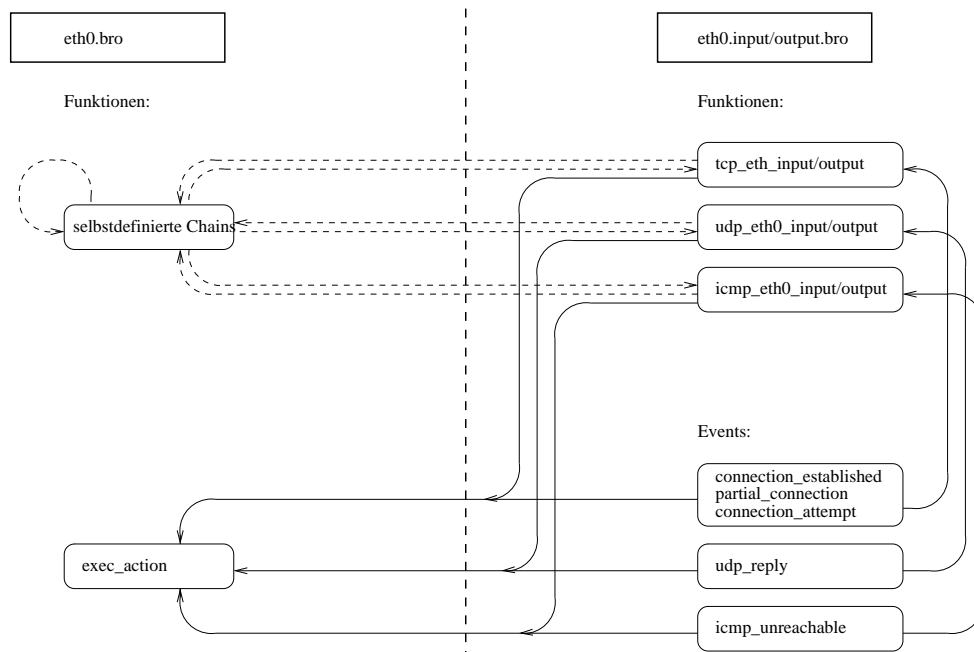 eth0.bro
eth0.input/output.bro
Funktionen:
Funktionen:
tcp_eth_input/output
selbstdefinierte Chains
udp_eth0_input/output
icmp_eth0_input/output
Events:
connection_established
partial_connection
connection_attempt
exec_action
udp_reply
icmp_unreachable